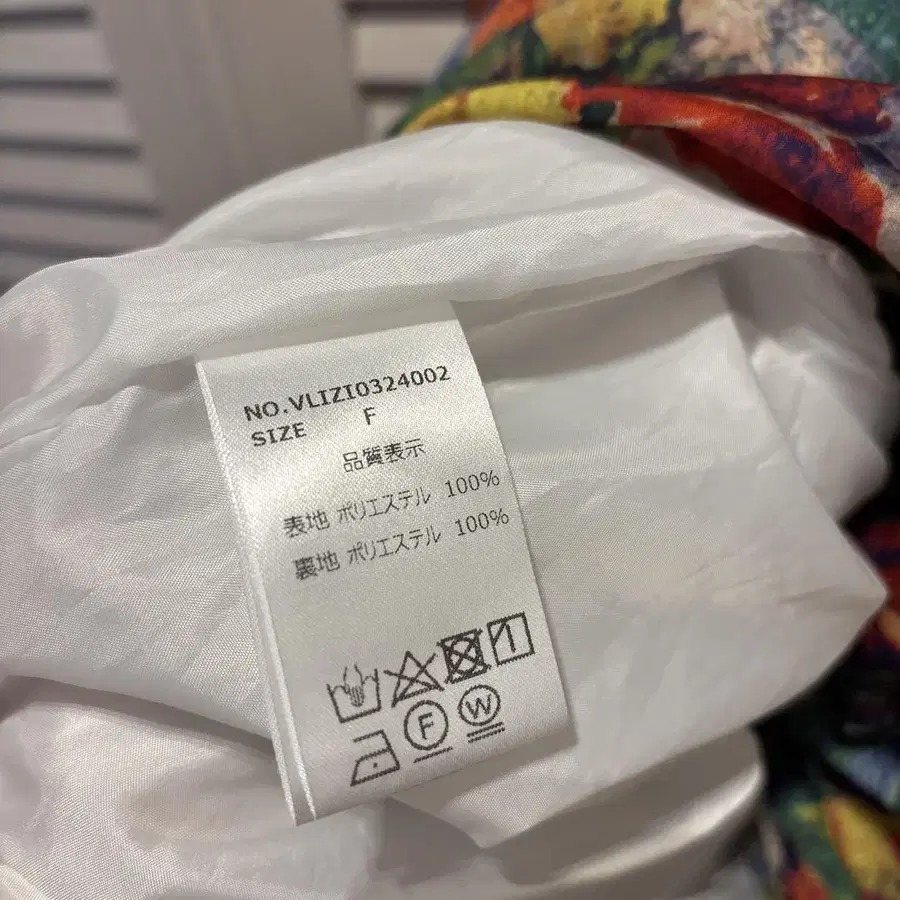 NO.VLIZI0324002
SIZE F
品質表示
表地 ポリエステル 100%
裏地 ポリエステル 100%
F W